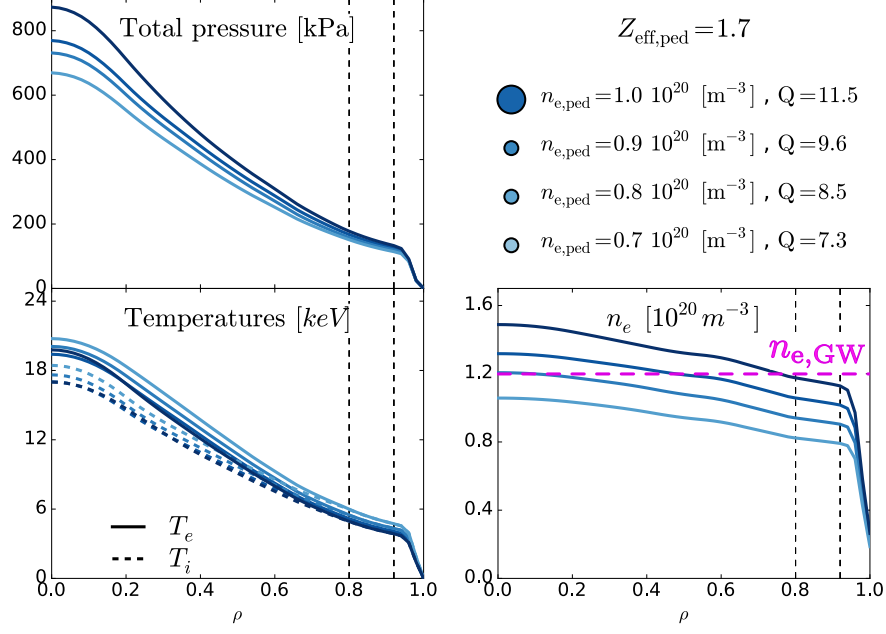 Total pressure [kPa]
800
600
400
200
0
Z_eff,ped=1.7
n_e,ped=1.0 10^20 [m^−3] , Q=11.5
n_e,ped=0.9 10^20 [m^−3] , Q=9.6
n_e,ped=0.8 10^20 [m^−3] , Q=8.5
n_e,ped=0.7 10^20 [m^−3] , Q=7.3
Temperatures [keV]
24
18
12
6
0
T_e
T_i
0.0 0.2 0.4 0.6 0.8 1.0
ρ
n_e [10^20 m^−3]
n_e,GW
1.6
1.2
0.8
0.4
0.0
0.0 0.2 0.4 0.6 0.8 1.0
ρ